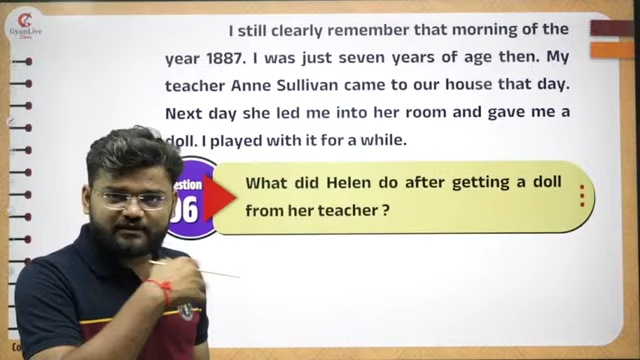 GyanLive
I still clearly remember that morning of the
year 1887. I was just seven years of age then. My
teacher Anne Sullivan came to our house that day.
Next day she led me into her room and gave me a
doll. I played with it for a while.
Question
06
What did Helen do after getting a doll
from her teacher ?